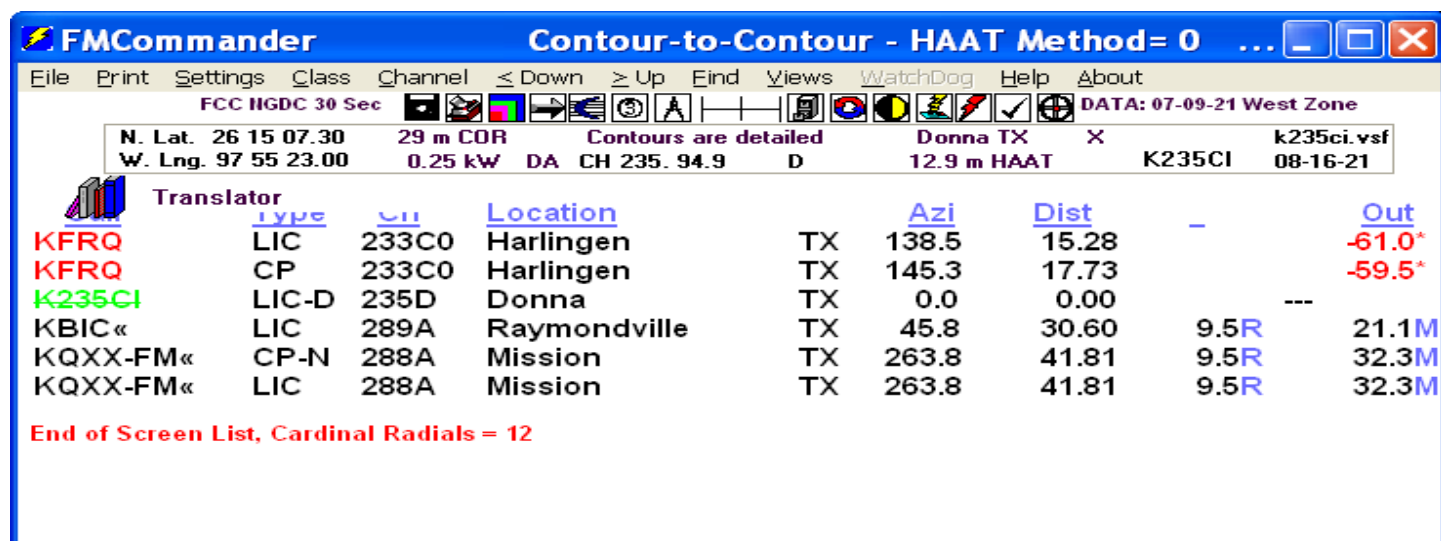 FMCommander Contour-to-Contour - HAAT Method= 0 ...
File Print Settings Class Channel < Down > Up Find Views WatchDog Help About
FCC NGDC 30 Sec DATA: 07-09-21 West Zone
N. Lat. 26 15 07.30 29 m COR Contours are detailed Donna TX X k235ci.vsf
W. Lng. 97 55 23.00 0.25 kW DA CH 235. 94.9 D 12.9 m HAAT K235CI 08-16-21
Translator
Call Type CH Location Azi Dist _ Out
KFRQ LIC 233C0 Harlingen TX 138.5 15.28 -61.0*
KFRQ CP 233C0 Harlingen TX 145.3 17.73 -59.5*
K235CI LIC-D 235D Donna TX 0.0 0.00 ---
KBIC« LIC 289A Raymondville TX 45.8 30.60 9.5R 21.1M
KQXX-FM« CP-N 288A Mission TX 263.8 41.81 9.5R 32.3M
KQXX-FM« LIC 288A Mission TX 263.8 41.81 9.5R 32.3M
End of Screen List, Cardinal Radials = 12